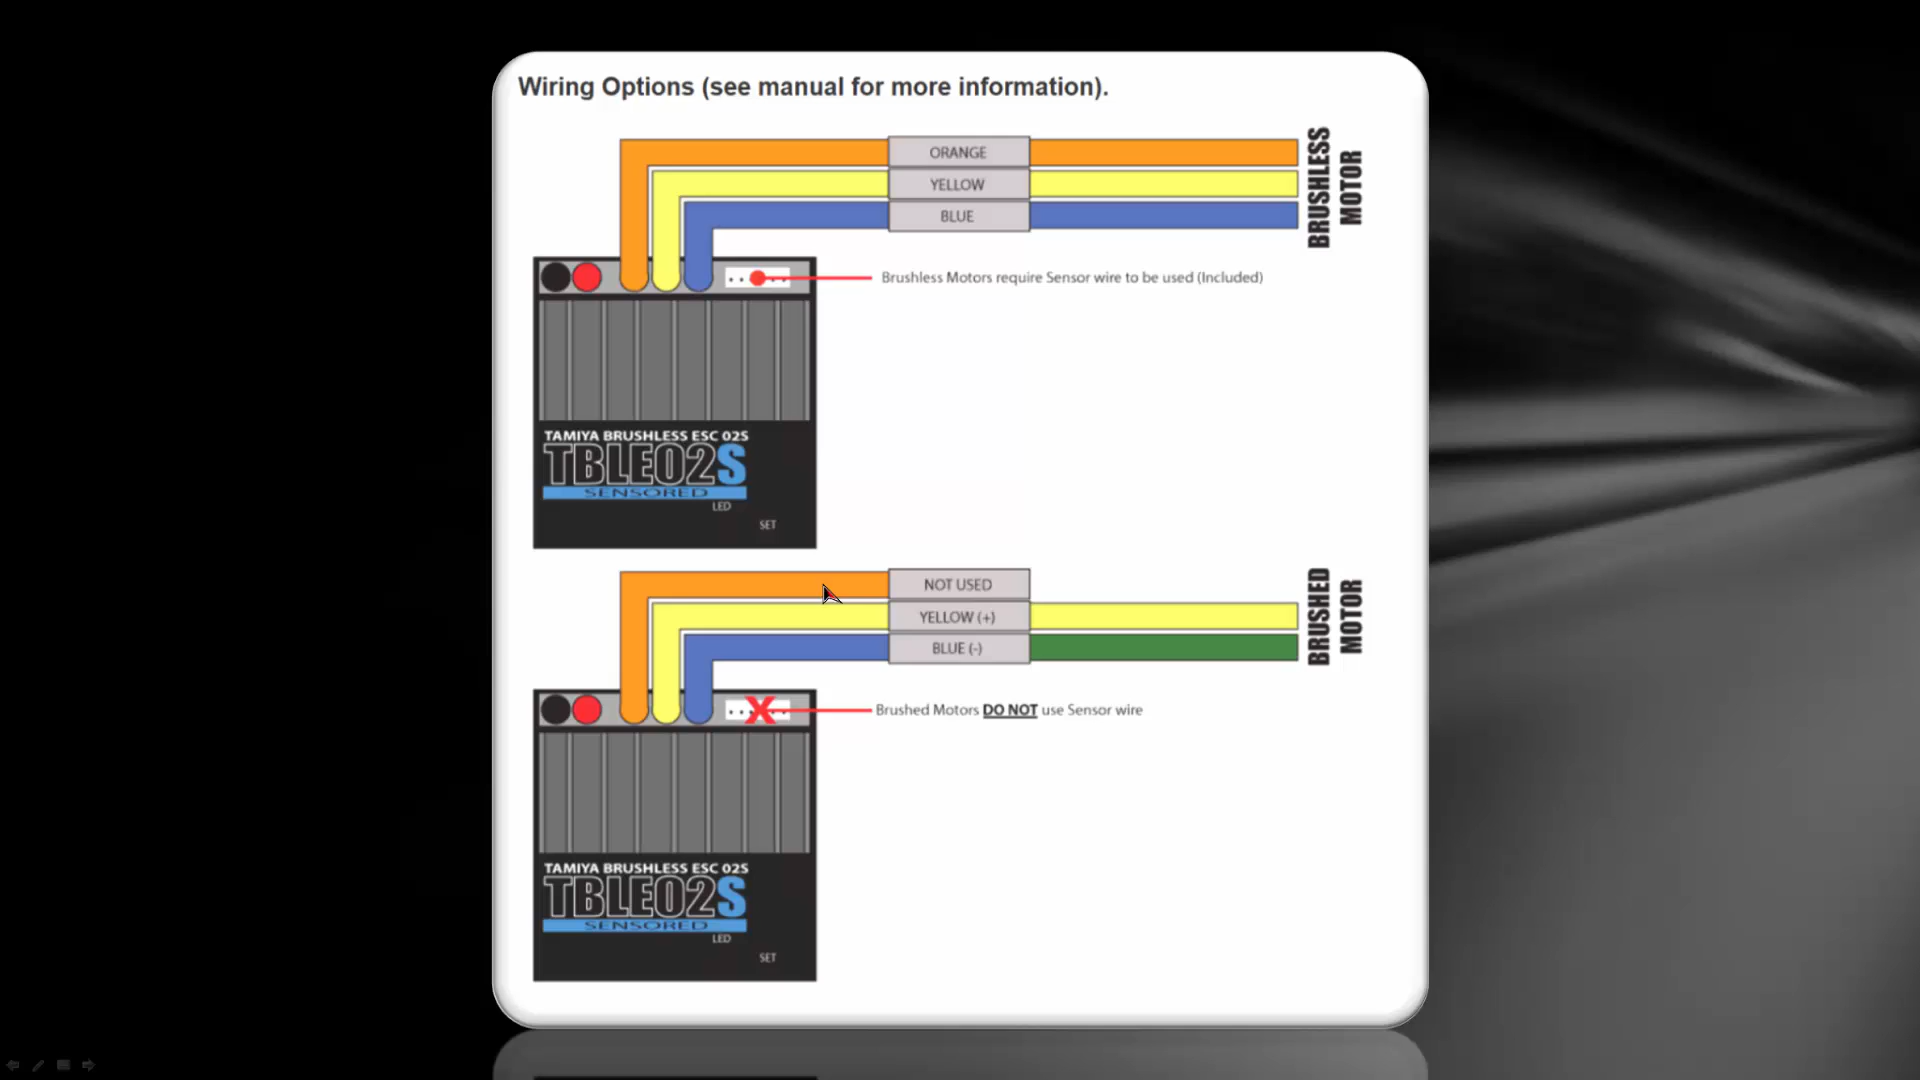 Wiring Options (see manual for more information).
ORANGE
YELLOW
BLUE
BRUSHLESS
MOTOR
Brushless Motors require Sensor wire to be used (Included)
TAMIYA BRUSHLESS ESC 02S
TBLE02S
SENSORED
LED
SET
NOT USED
YELLOW (+)
BLUE (-)
BRUSHED
MOTOR
X
Brushed Motors DO NOT use Sensor wire
TAMIYA BRUSHLESS ESC 02S
TBLE02S
SENSORED
LED
SET